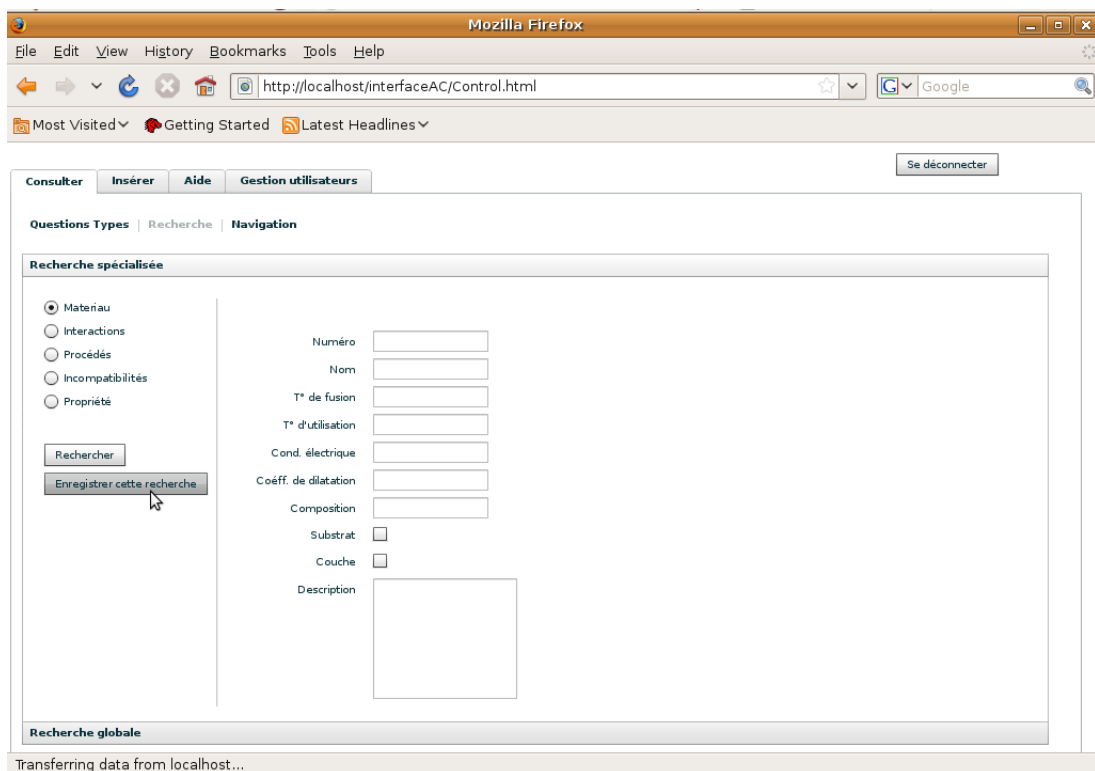 Mozilla Firefox
File Edit View History Bookmarks Tools Help
http://localhost/interfaceAC/Control.html
G Google
Most Visited Getting Started Latest Headlines
Se déconnecter
Consulter Insérer Aide Gestion utilisateurs
Questions Types | Recherche | Navigation
Recherche spécialisée
Materiau
Interactions
Procédés
Incompatibilités
Propriété
Rechercher
Enregistrer cette recherche
Numéro
Nom
T° de fusion
T° d'utilisation
Cond. électrique
Coéff. de dilatation
Composition
Substrat
Couche
Description
Recherche globale
Transferring data from localhost...